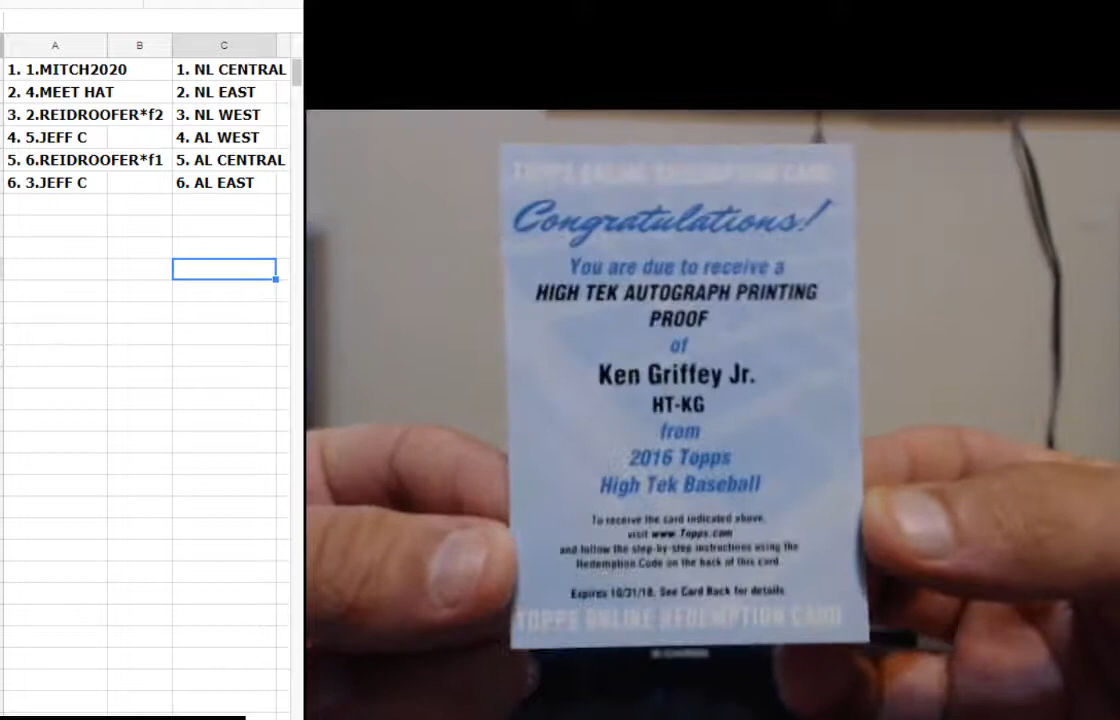 A B C
1. 1.MITCH2020 1. NL CENTRAL
2. 4.MEET HAT 2. NL EAST
3. 2.REIDROOFER*f2 3. NL WEST
4. 5.JEFF C 4. AL WEST
5. 6.REIDROOFER*f1 5. AL CENTRAL
6. 3.JEFF C 6. AL EAST
TOPPS ONLINE REDEMPTION CARD
Congratulations!
You are due to receive a
HIGH TEK AUTOGRAPH PRINTING
PROOF
of
Ken Griffey Jr.
HT-KG
from
2016 Topps
High Tek Baseball
To receive the card indicated above,
visit www.Topps.com
and follow the step-by-step instructions using the
Redemption Code on the back of this card.
Expires 10/31/18. See Card Back for details.
TOPPS ONLINE REDEMPTION CARD